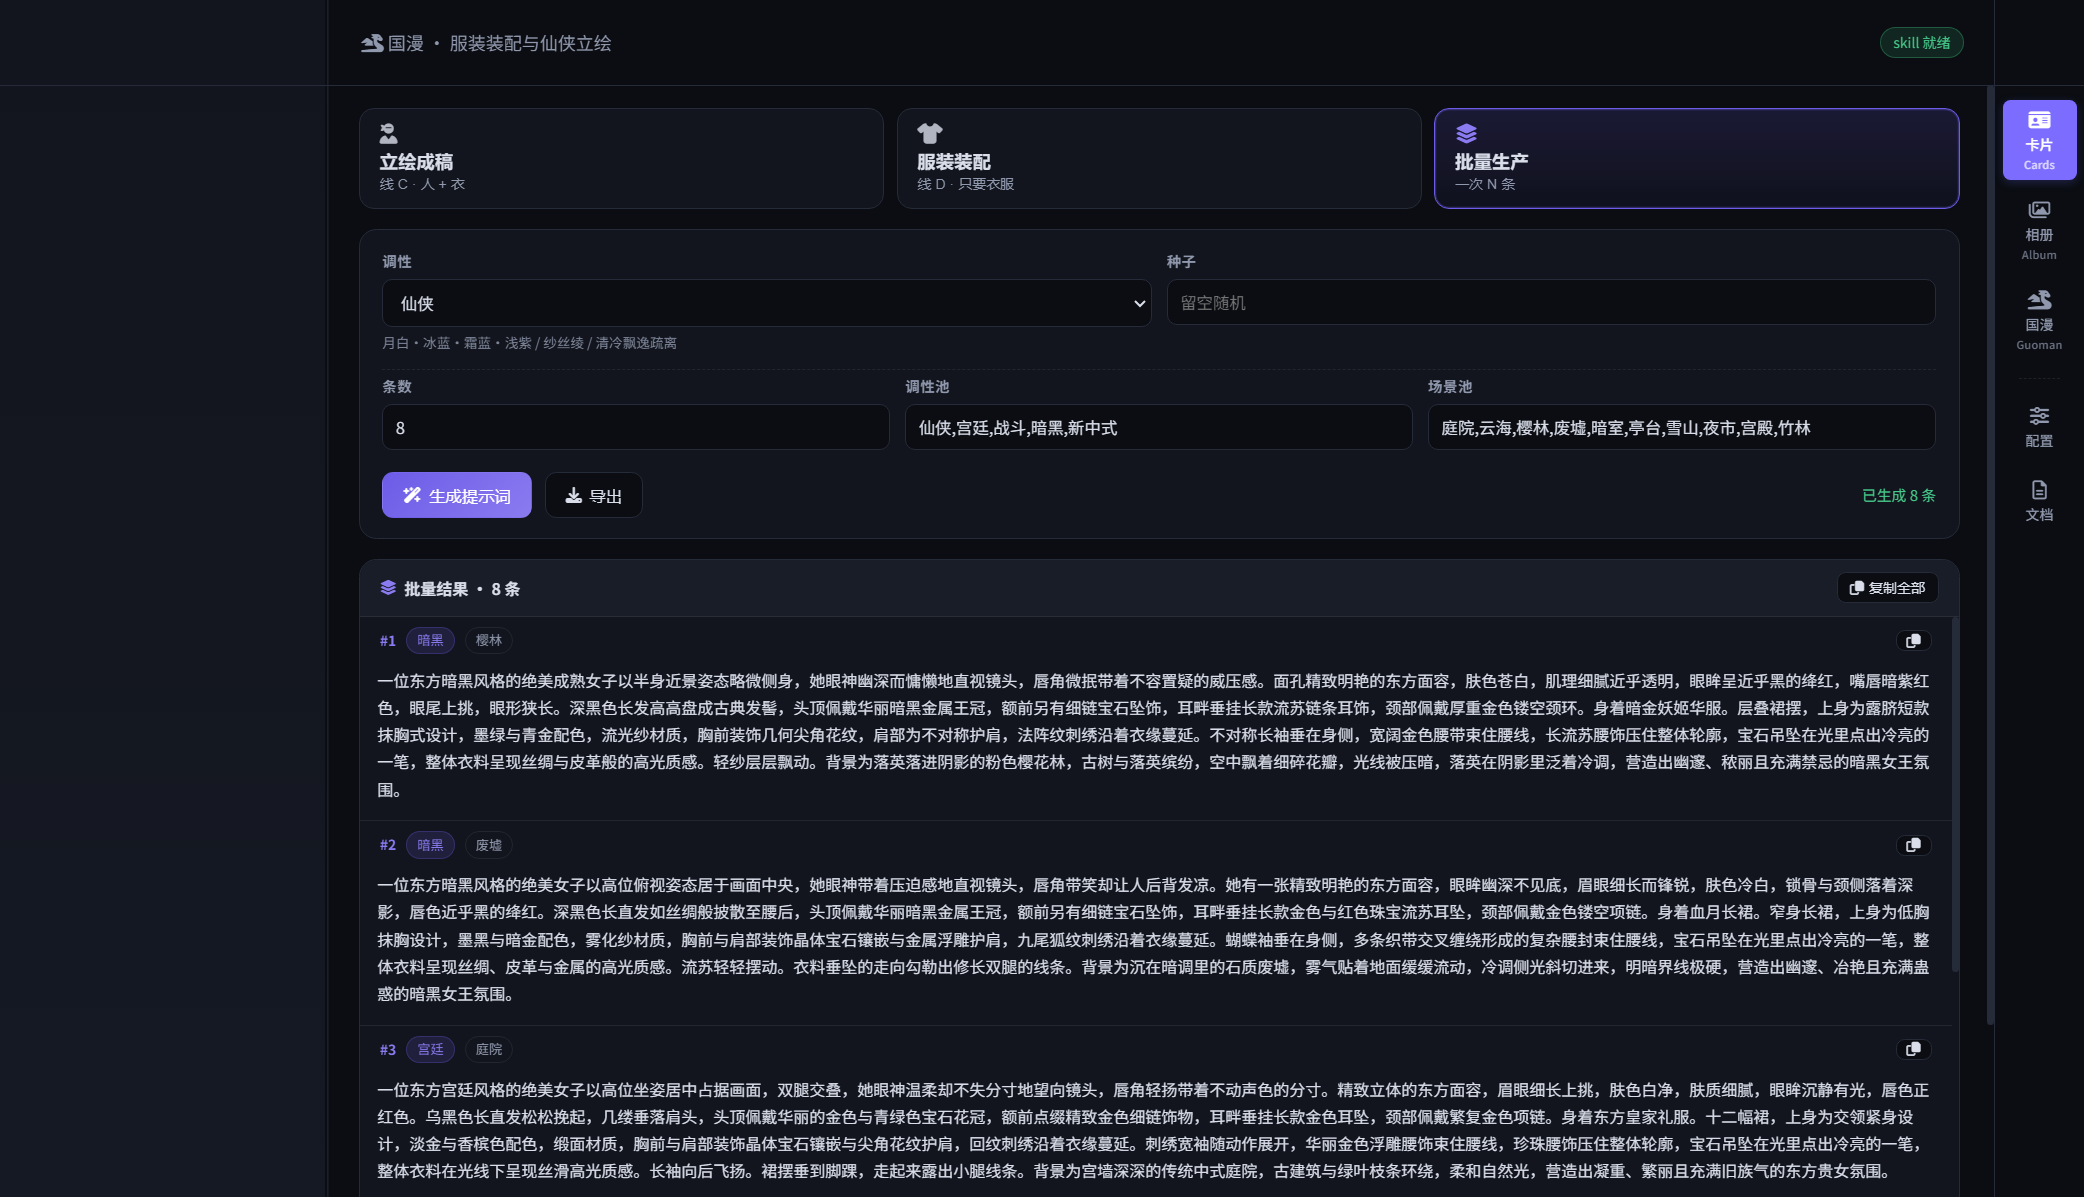 国漫 · 服装装配与仙侠立绘
skill 就绪
立绘成稿
线 C · 人 + 衣
服装装配
线 D · 只要衣服
批量生产
一次 N 条
调性
种子
仙侠
留空随机
月白・冰蓝・霜蓝・浅紫 / 纱丝绫 / 清冷飘逸疏离
条数
调性池
场景池
8
仙侠,宫廷,战斗,暗黑,新中式
庭院,云海,樱林,废墟,暗室,亭台,雪山,夜市,宫殿,竹林
生成提示词
导出
已生成 8 条
批量结果 · 8 条
复制全部
#1 暗黑 樱林
一位东方暗黑风格的绝美成熟女子以半身近景姿态略微侧身，她眼神幽深而慵懒地直视镜头，唇角微抿带着不容置疑的威压感。面孔精致明艳的东方面容，肤色苍白，肌理细腻近乎透明，眼眸呈近乎黑的绛红，嘴唇暗紫红
色，眼尾上挑，眼形狭长。深黑色长发高高盘成古典发髻，头顶佩戴华丽暗黑金属王冠，额前另有细链宝石坠饰，耳畔垂挂长款流苏链条耳饰，颈部佩戴厚重金色镂空颈环。身着暗金妖姬华服。层叠裙摆，上身为露脐短款
抹胸式设计，墨绿与青金配色，流光纱材质，胸前装饰几何尖角花纹，肩部为不对称护肩，法阵纹刺绣沿着衣缘蔓延。不对称长袖垂在身侧，宽阔金色腰带束住腰线，长流苏腰饰压住整体轮廓，宝石吊坠在光里点出冷亮的
一笔，整体衣料呈现丝绸与皮革般的高光质感。轻纱层层飘动。背景为落英落进阴影的粉色樱花林，古树与落英缤纷，空中飘着细碎花瓣，光线被压暗，落英在阴影里泛着冷调，营造出幽邃、秾丽且充满禁忌的暗黑女王氛
围。
#2 暗黑 废墟
一位东方暗黑风格的绝美女子以高位俯视姿态居于画面中央，她眼神带着压迫感地直视镜头，唇角带笑却让人后背发凉。她有一张精致明艳的东方面容，眼眸幽深不见底，眉眼细长而锋锐，肤色冷白，锁骨与颈侧落着深
影，唇色近乎黑的绛红。深黑色长直发如丝绸般披散至腰后，头顶佩戴华丽暗黑金属王冠，额前另有细链宝石坠饰，耳畔垂挂长款金色与红色珠宝流苏耳坠，颈部佩戴金色镂空项链。身着血月长裙。窄身长裙，上身为低胸
抹胸设计，墨黑与暗金配色，雾化纱材质，胸前与肩部装饰晶体宝石镶嵌与金属浮雕护肩，九尾狐纹刺绣沿着衣缘蔓延。蝴蝶袖垂在身侧，多条织带交叉缠绕形成的复杂腰封束住腰线，宝石吊坠在光里点出冷亮的一笔，整
体衣料呈现丝绸、皮革与金属的高光质感。流苏轻轻摆动。衣料垂坠的走向勾勒出修长双腿的线条。背景为沉在暗调里的石质废墟，雾气贴着地面缓缓流动，冷调侧光斜切进来，明暗界线极硬，营造出幽邃、冶艳且充满蛊
惑的暗黑女王氛围。
#3 宫廷 庭院
一位东方宫廷风格的绝美女子以高位坐姿居中占据画面，双腿交叠，她眼神温柔却不失分寸地望向镜头，唇角轻扬带着不动声色的分寸。精致立体的东方面容，眉眼细长上挑，肤色白净，肤质细腻，眼眸沉静有光，唇色正
红色。乌黑色长直发松松挽起，几缕垂落肩头，头顶佩戴华丽的金色与青绿色宝石花冠，额前点缀精致金色细链饰物，耳畔垂挂长款金色耳坠，颈部佩戴繁复金色项链。身着东方皇家礼服。十二幅裙，上身为交领紧身设
计，淡金与香槟色配色，缎面材质，胸前与肩部装饰晶体宝石镶嵌与尖角花纹护肩，回纹刺绣沿着衣缘蔓延。刺绣宽袖随动作展开，华丽金色浮雕腰饰束住腰线，珍珠腰饰压住整体轮廓，宝石吊坠在光里点出冷亮的一笔，
整体衣料在光线下呈现丝滑高光质感。长袖向后飞扬。裙摆垂到脚踝，走起来露出小腿线条。背景为宫墙深深的传统中式庭院，古建筑与绿叶枝条环绕，柔和自然光，营造出凝重、繁丽且充满旧族气的东方贵女氛围。
卡片
Cards
相册
Album
国漫
Guoman
配置
文档